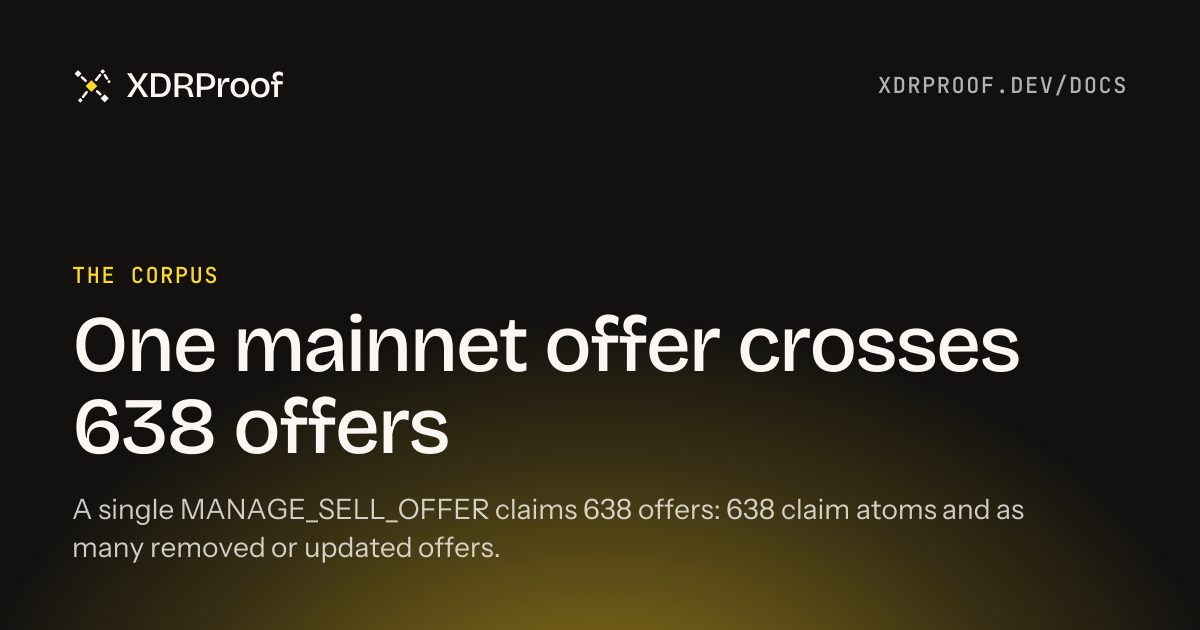 XDRProof
XDRPROOF.DEV/DOCS
THE CORPUS
One mainnet offer crosses
638 offers
A single MANAGE_SELL_OFFER claims 638 offers: 638 claim atoms and as
many removed or updated offers.